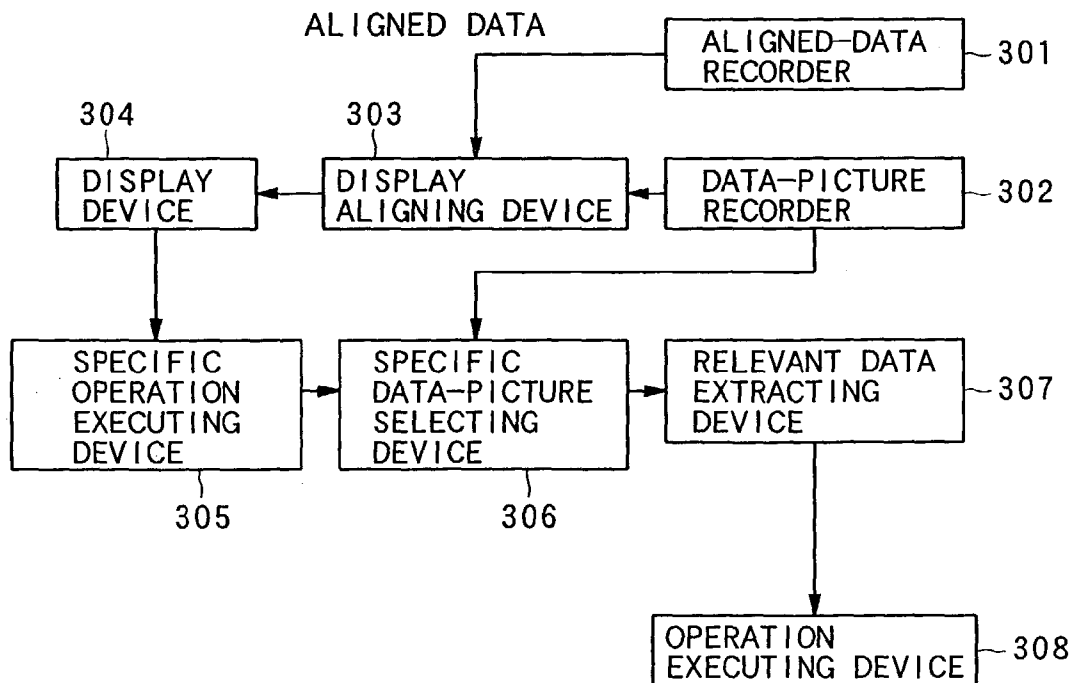 ALIGNED DATA
ALIGNED-DATA
RECORDER
301
304
303
DISPLAY
DEVICE
DISPLAY
ALIGNING DEVICE
DATA-PICTURE
RECORDER
302
SPECIFIC
OPERATION
EXECUTING
DEVICE
SPECIFIC
DATA-PICTURE
SELECTING
DEVICE
RELEVANT DATA
EXTRACTING
DEVICE
307
305
306
OPERATION
EXECUTING DEVICE
308